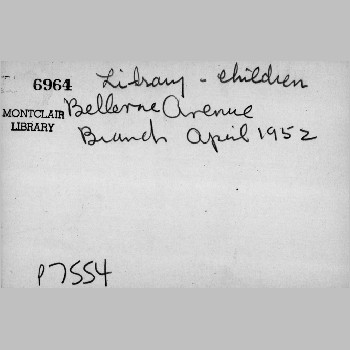 6964 Library - children
MONTCLAIR Bellevue Avenue
LIBRARY Branch April 1952
P7554